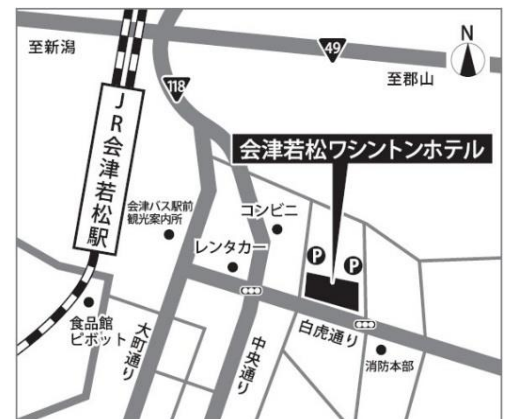 至新潟
49
N
至郡山
118
JR会津若松駅
会津若松ワシントンホテル
会津バス駅前
観光案内所
コンビニ
レンタカー
P
P
食品館
ピボット
大町通り
中央通り
白虎通り
消防本部